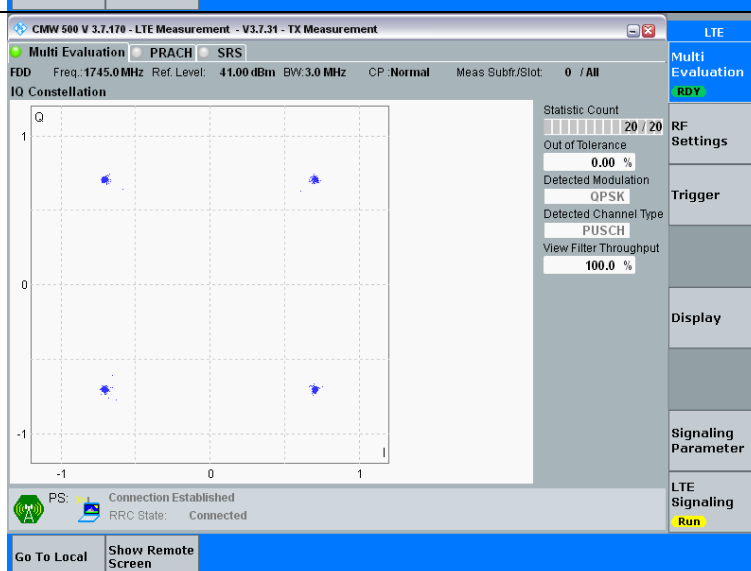 CMW 500 V 3.7.170 - LTE Measurement - V3.7.31 - TX Measurement
LTE
Multi Evaluation PRACH SRS
Multi
Evaluation
RDY
FDD Freq.:1745.0MHz Ref. Level: 41.00dBm BW:3.0 MHz CP:Normal Meas Subfr./Slot: 0 / All
IQ Constellation
Q
1
0
-1
I
-1 0 1
Statistic Count
20 / 20
Out of Tolerance
0.00 %
Detected Modulation
QPSK
Detected Channel Type
PUSCH
View Filter Throughput
100.0 %
RF
Settings
Trigger
Display
Signaling
Parameter
LTE
Signaling
Run
PS: Connection Established
RRC State: Connected
Go To Local
Show Remote
Screen